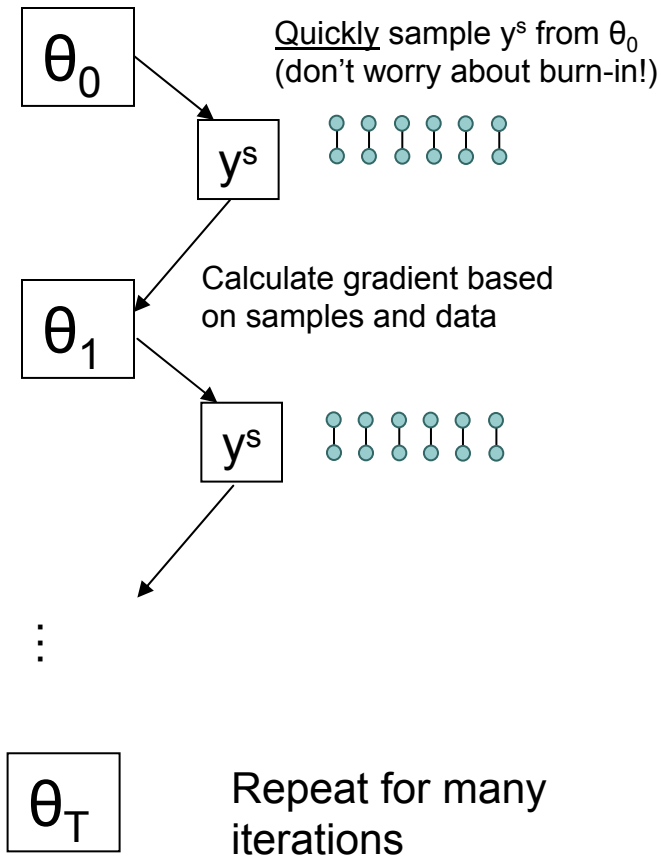 θ₀
Quickly sample yˢ from θ₀
(don't worry about burn-in!)
yˢ
Calculate gradient based
on samples and data
θ₁
yˢ
⋮
θ_T
Repeat for many
iterations